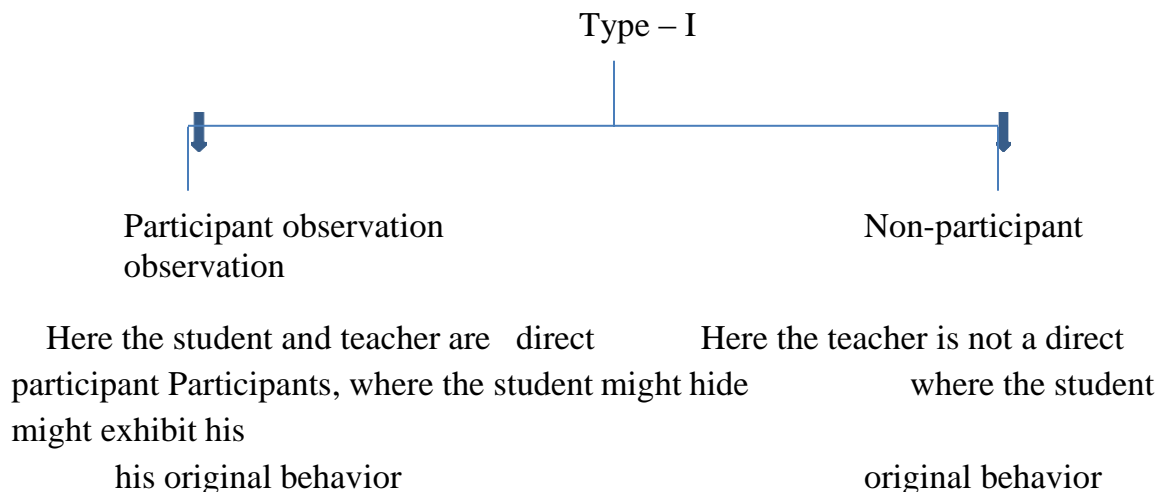 Type – I
Participant observation Non-participant
observation
Here the student and teacher are direct Here the teacher is not a direct
participant Participants, where the student might hide where the student
might exhibit his
his original behavior original behavior